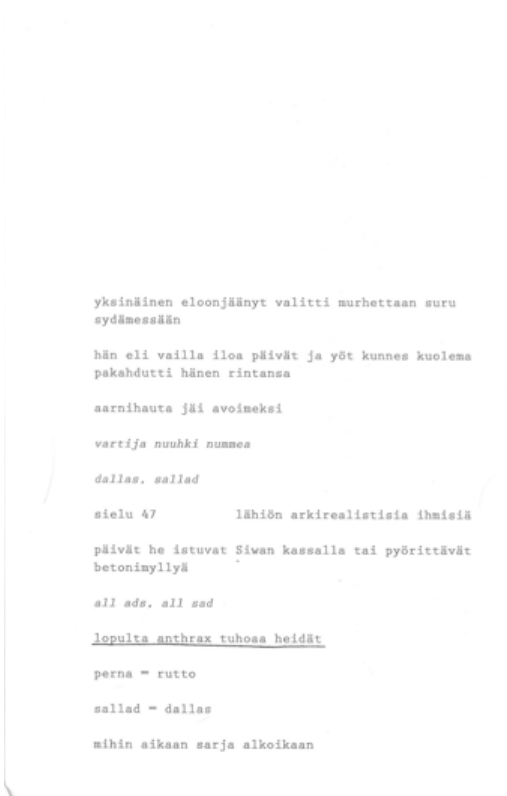 yksinäinen eloonjäänyt valitti murhettaan suru
sydämessään
hän eli vailla iloa päivät ja yöt kunnes kuolema
pakahdutti hänen rintansa
aarnihauta jäi avoimeksi
vartija nuuhki nummea
dallas, sallad
sielu 47 lähiön arkirealistisia ihmisiä
päivät he istuvat Siwan kassalla tai pyörittävät
betonimyllyä
all ads, all sad
lopulta anthrax tuhoaa heidät
perna = rutto
sallad = dallas
mihin aikaan sarja alkoikaan